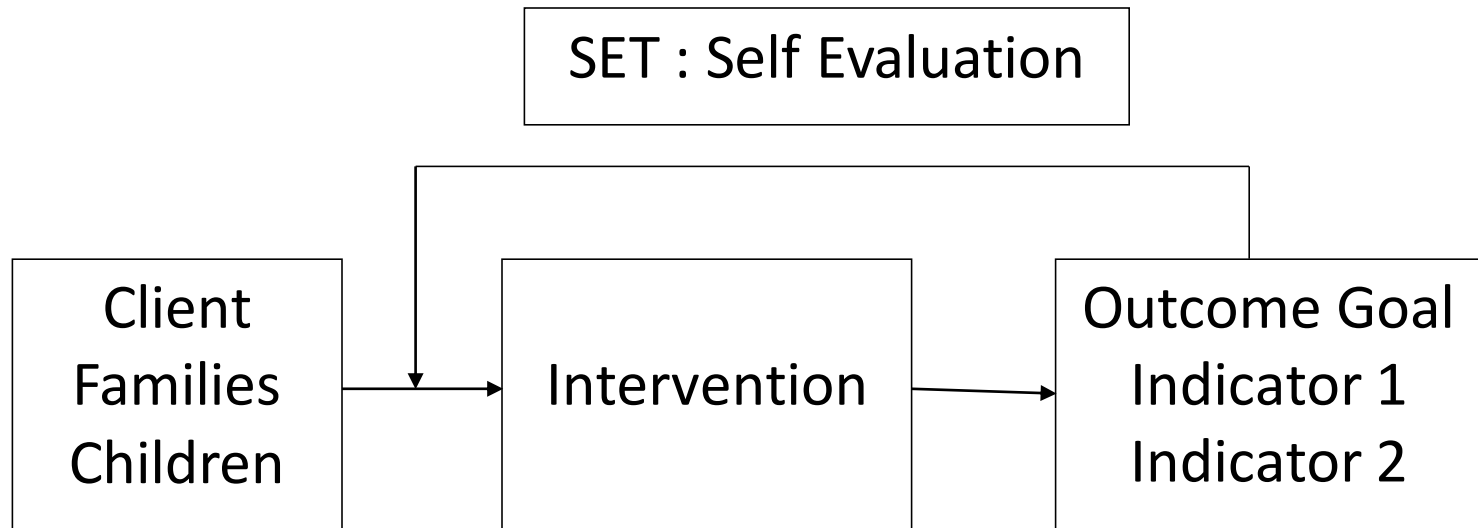 SET : Self Evaluation
Client
Families
Children
Intervention
Outcome Goal
Indicator 1
Indicator 2